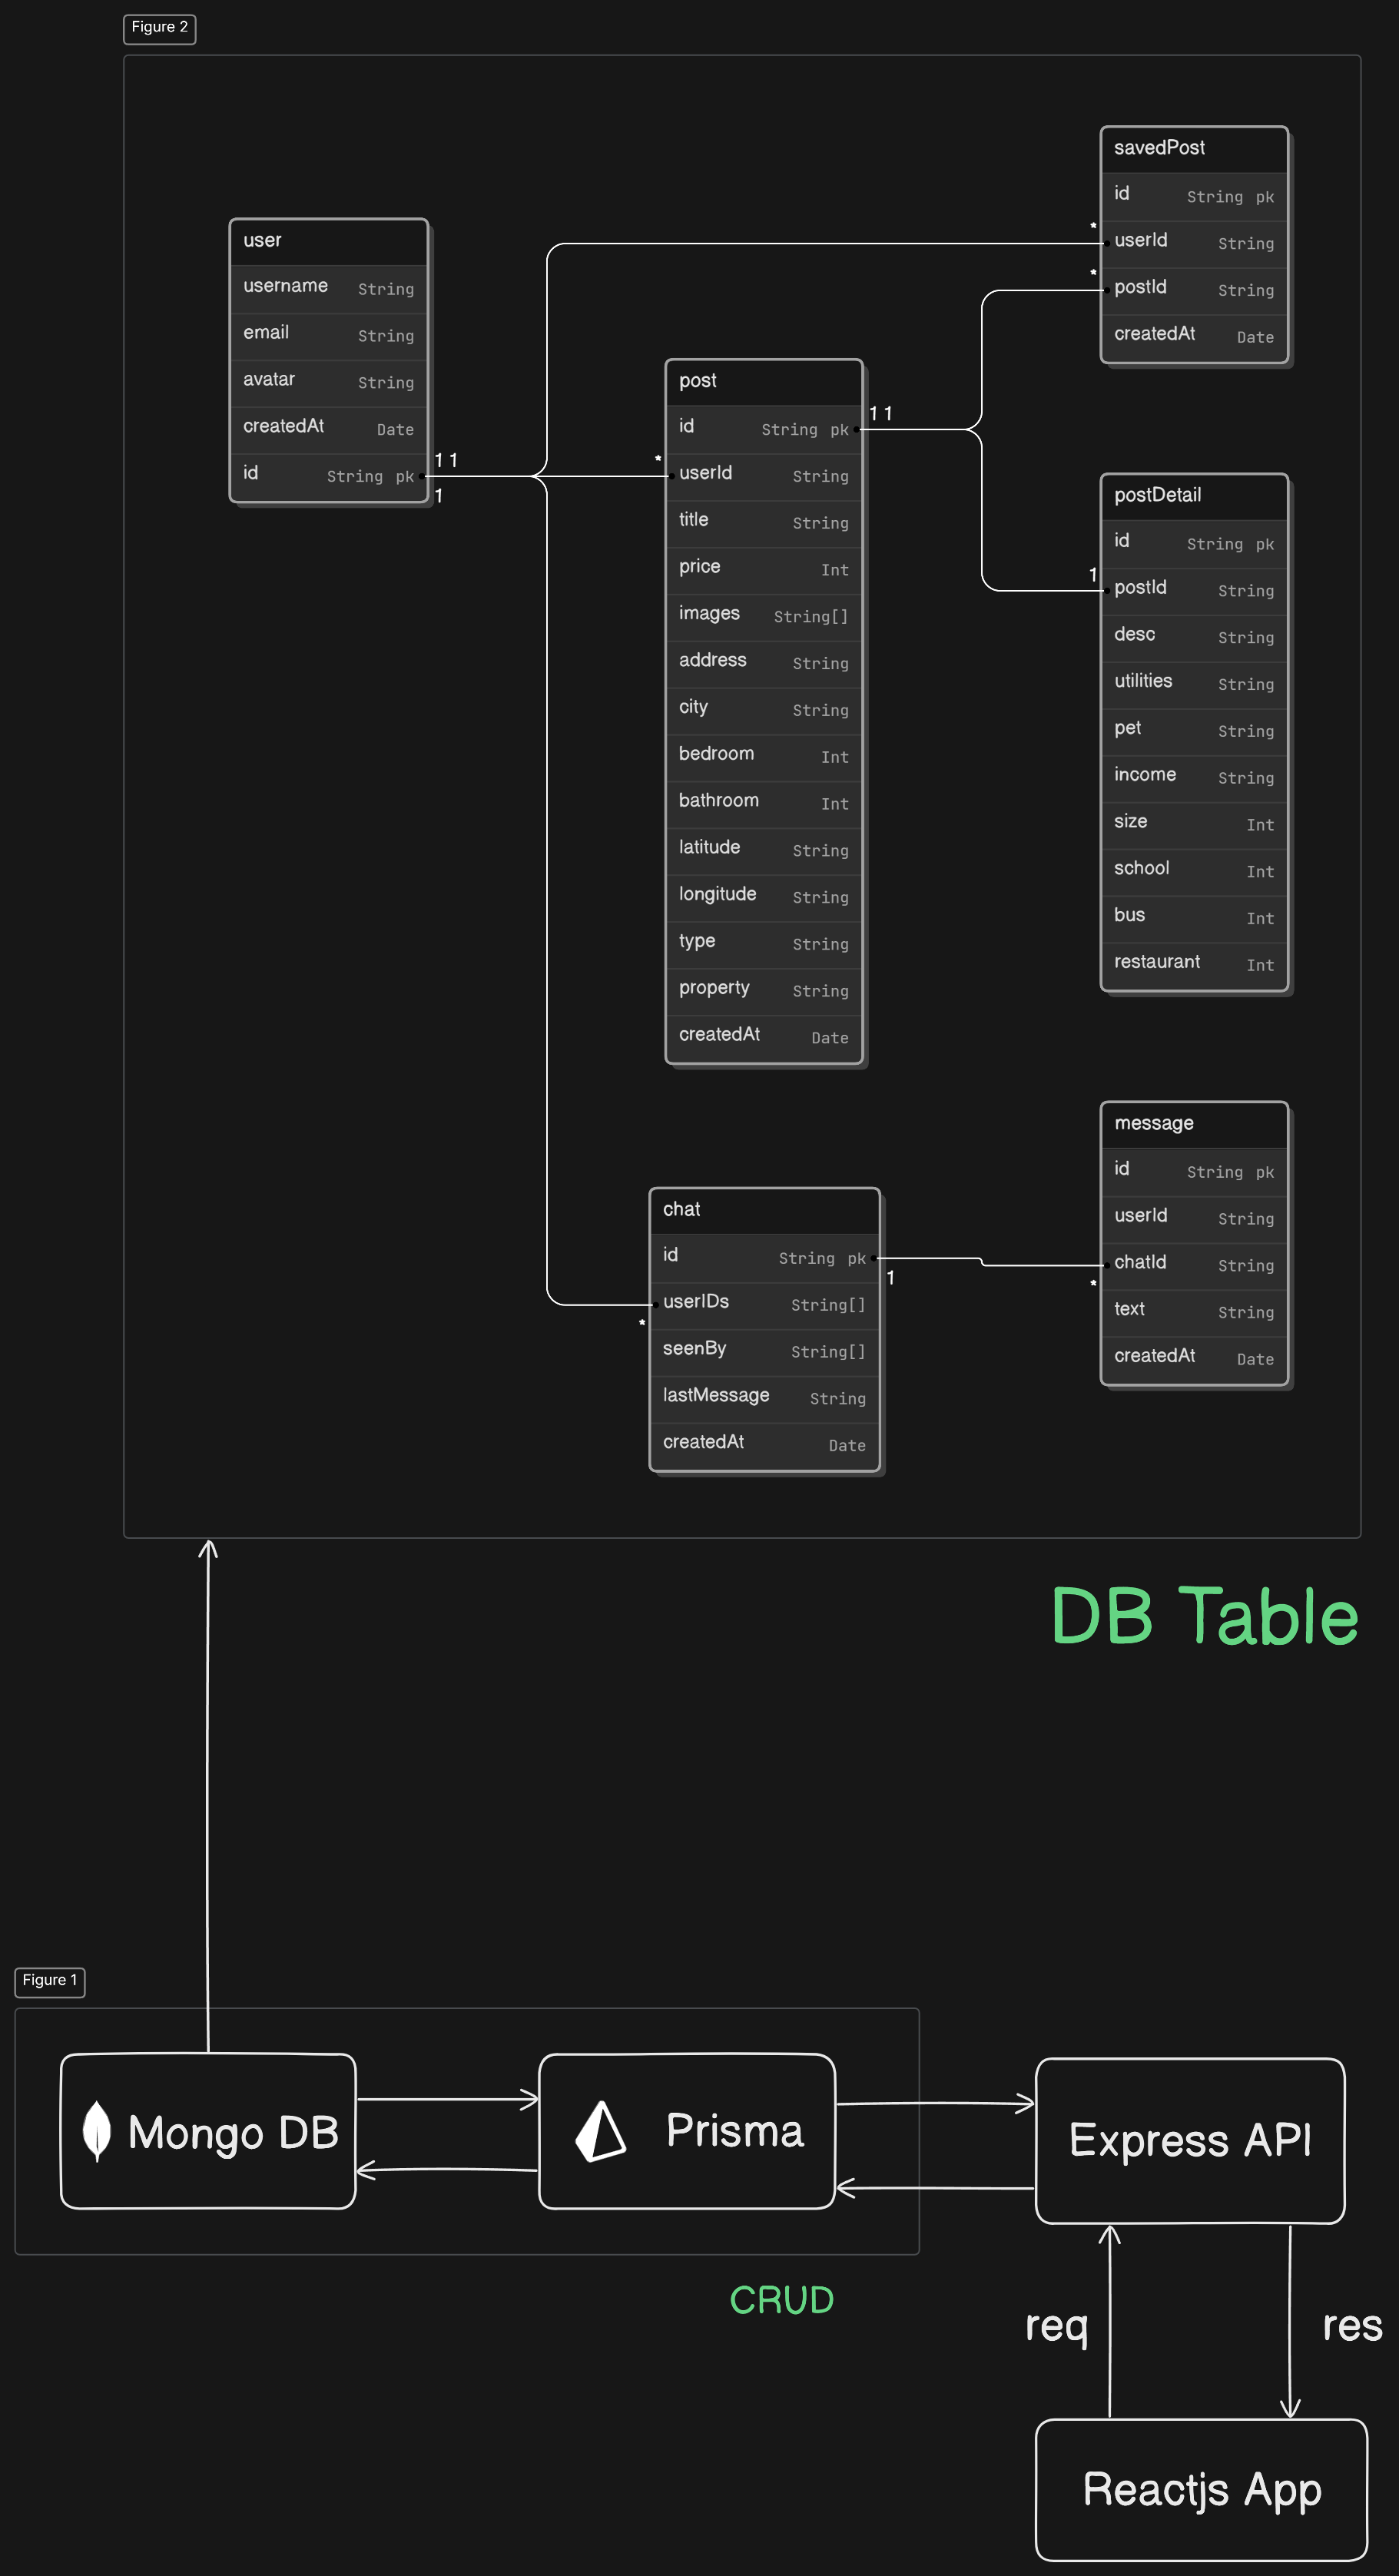 Figure 2
savedPost
id String pk
* userId String
* postId String
createdAt Date
user
username String
email String
avatar String
createdAt Date
id String pk 1 1
1
post
id String pk 1 1
* userId String
title String
price Int
images String[]
address String
city String
bedroom Int
bathroom Int
latitude String
longitude String
type String
property String
createdAt Date
postDetail
id String pk
1 postId String
desc String
utilities String
pet String
income String
size Int
school Int
bus Int
restaurant Int
message
id String pk
userId String
chatId String
*
text String
createdAt Date
chat
id String pk
1
userIDs String[]
*
seenBy String[]
lastMessage String
createdAt Date
DB Table
Figure 1
Mongo DB
Prisma
Express API
CRUD
req
res
Reactjs App